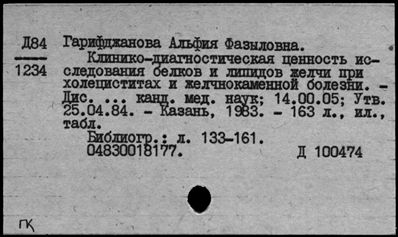 Д84
1234
Гарифджанова Альфия Фазыловна.
Клинико-диагностическая ценность ис-
следования белков и липидов желчи при
холециститах и желчнокаменной болезни. -
Дис. ... канд. мед. наук; 14.00.05; Утв.
25.04.84. - Казань, 1983. - 163 л., ил.,
табл.
Библиогр.: л. 133-161.
04830018177. Д 100474
ГК